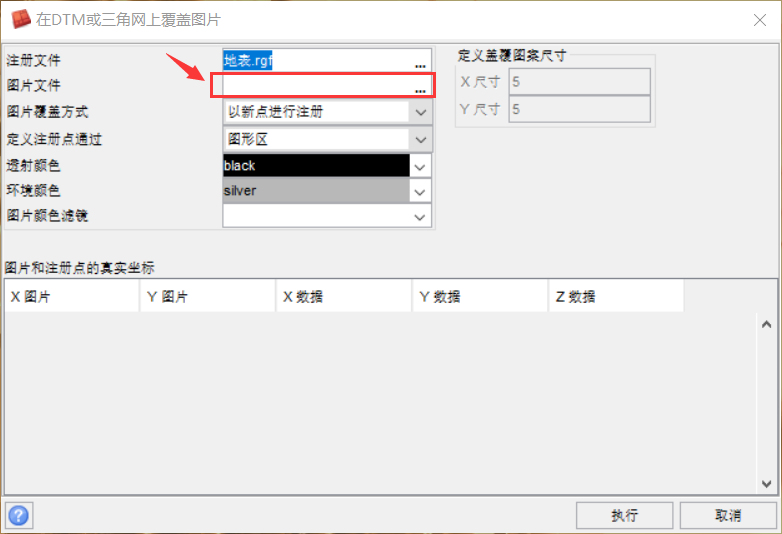 在DTM或三角网上覆盖图片
注册文件 地表.rgf ...
定义盖覆图案尺寸
图片文件 ...
X 尺寸 5
图片覆盖方式 以新点进行注册
Y 尺寸 5
定义注册点通过 图形区
透射颜色 black
环境颜色 silver
图片颜色滤镜
图片和注册点的真实坐标
X 图片 Y 图片 X 数据 Y 数据 Z 数据
? 执行 取消